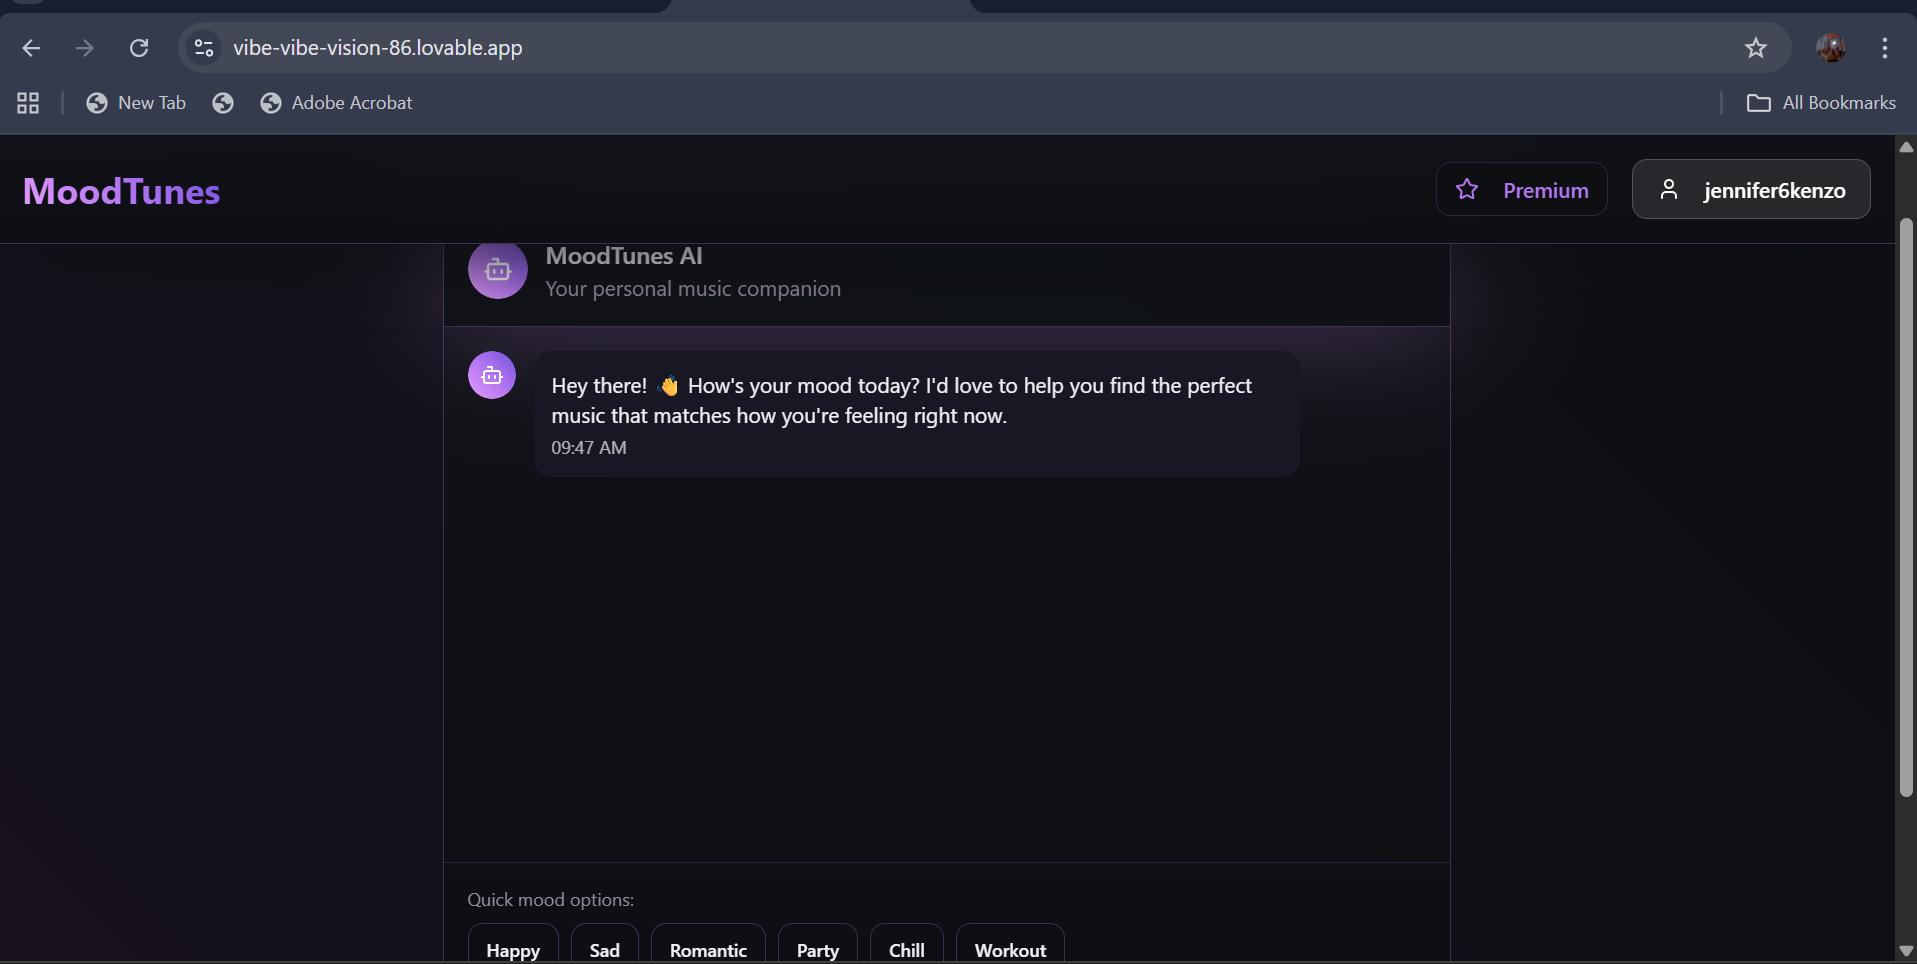 vibe-vibe-vision-86.lovable.app
New Tab
Adobe Acrobat
All Bookmarks
MoodTunes
Premium
jennifer6kenzo
MoodTunes AI
Your personal music companion
Hey there! 👋 How's your mood today? I'd love to help you find the perfect
music that matches how you're feeling right now.
09:47 AM
Quick mood options:
Happy
Sad
Romantic
Party
Chill
Workout